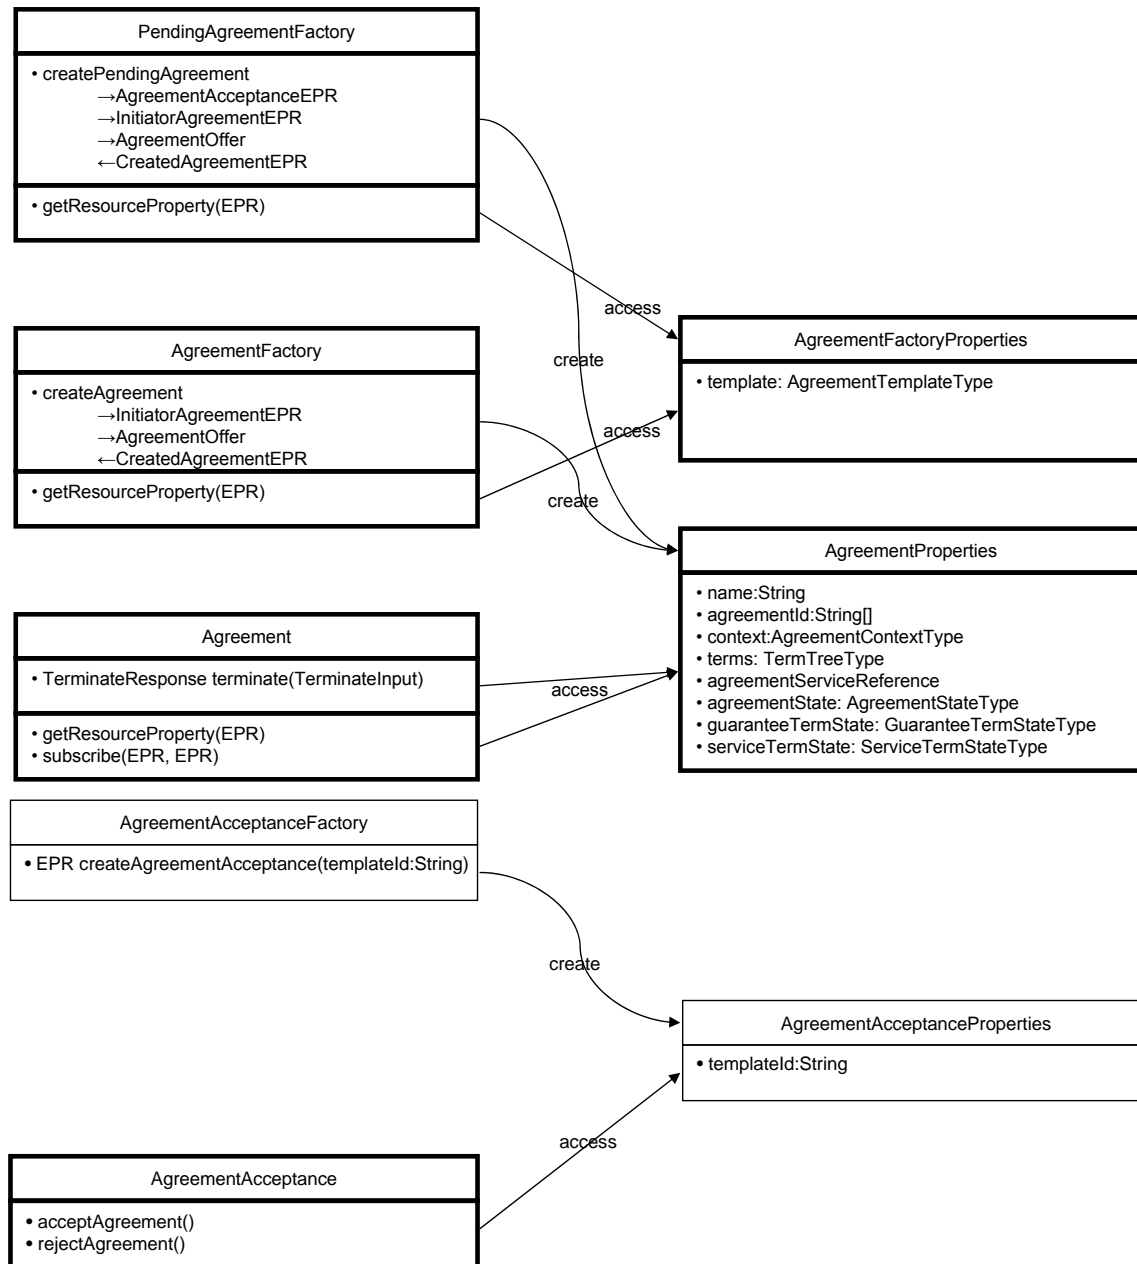 PendingAgreementFactory
• createPendingAgreement
→AgreementAcceptanceEPR
→InitiatorAgreementEPR
→AgreementOffer
←CreatedAgreementEPR
• getResourceProperty(EPR)
access
create
AgreementFactory
• createAgreement
→InitiatorAgreementEPR
→AgreementOffer
←CreatedAgreementEPR
• getResourceProperty(EPR)
access
create
AgreementFactoryProperties
• template: AgreementTemplateType
AgreementProperties
• name:String
• agreementId:String[]
• context:AgreementContextType
• terms: TermTreeType
• agreementServiceReference
• agreementState: AgreementStateType
• guaranteeTermState: GuaranteeTermStateType
• serviceTermState: ServiceTermStateType
Agreement
• TerminateResponse terminate(TerminateInput)
• getResourceProperty(EPR)
• subscribe(EPR, EPR)
access
AgreementAcceptanceFactory
• EPR createAgreementAcceptance(templateId:String)
create
AgreementAcceptanceProperties
• templateId:String
access
AgreementAcceptance
• acceptAgreement()
• rejectAgreement()